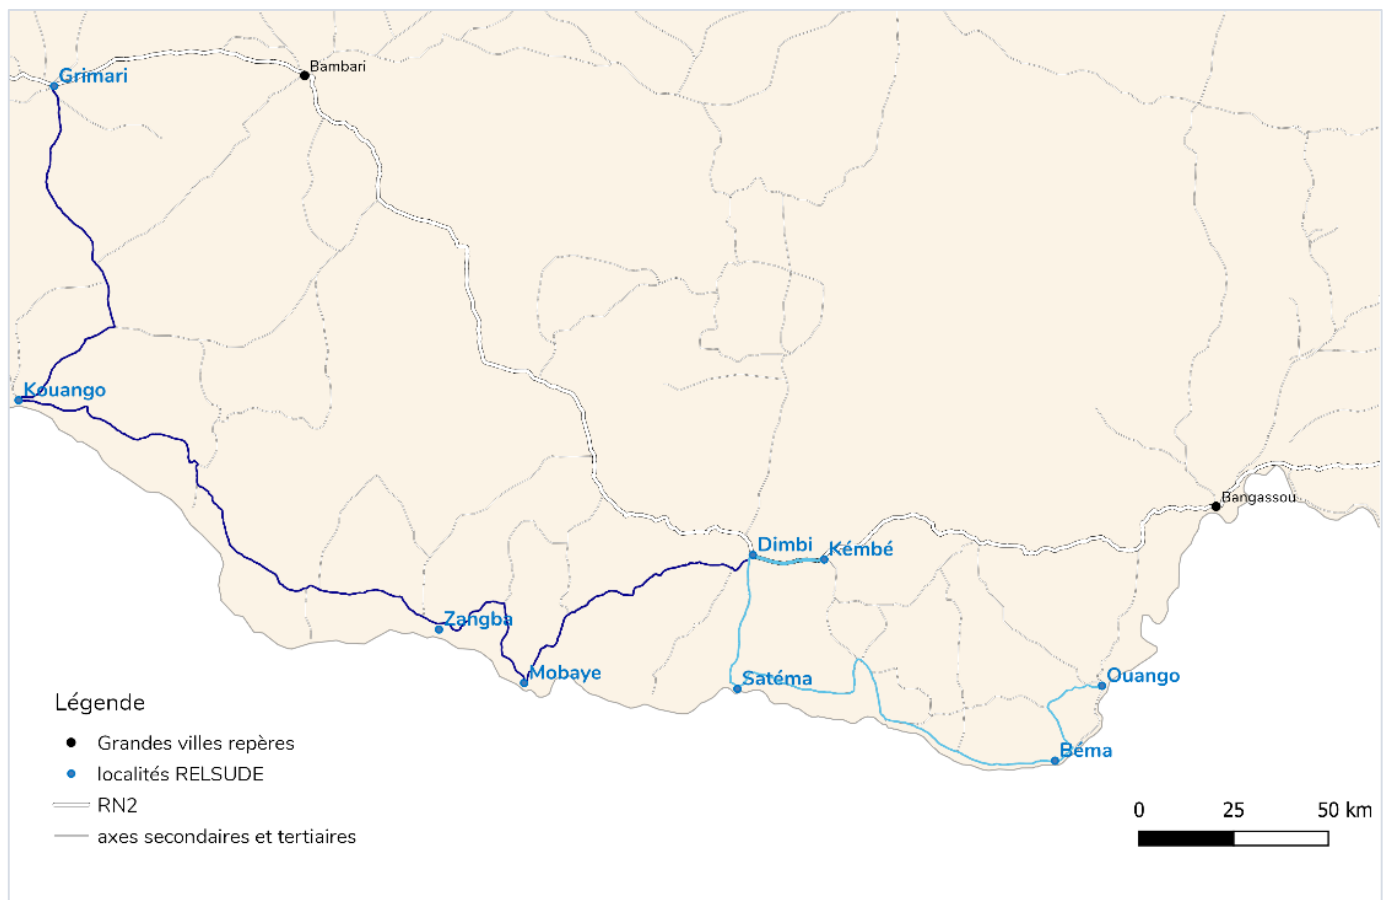 Grimari
Bambari
Kouango
Bangassou
Dimbi
Kémbé
Zangba
Mobaye
Satéma
Ouango
Béma
Légende
Grandes villes repères
localités RELSUDE
RN2
axes secondaires et tertiaires
0 25 50 km